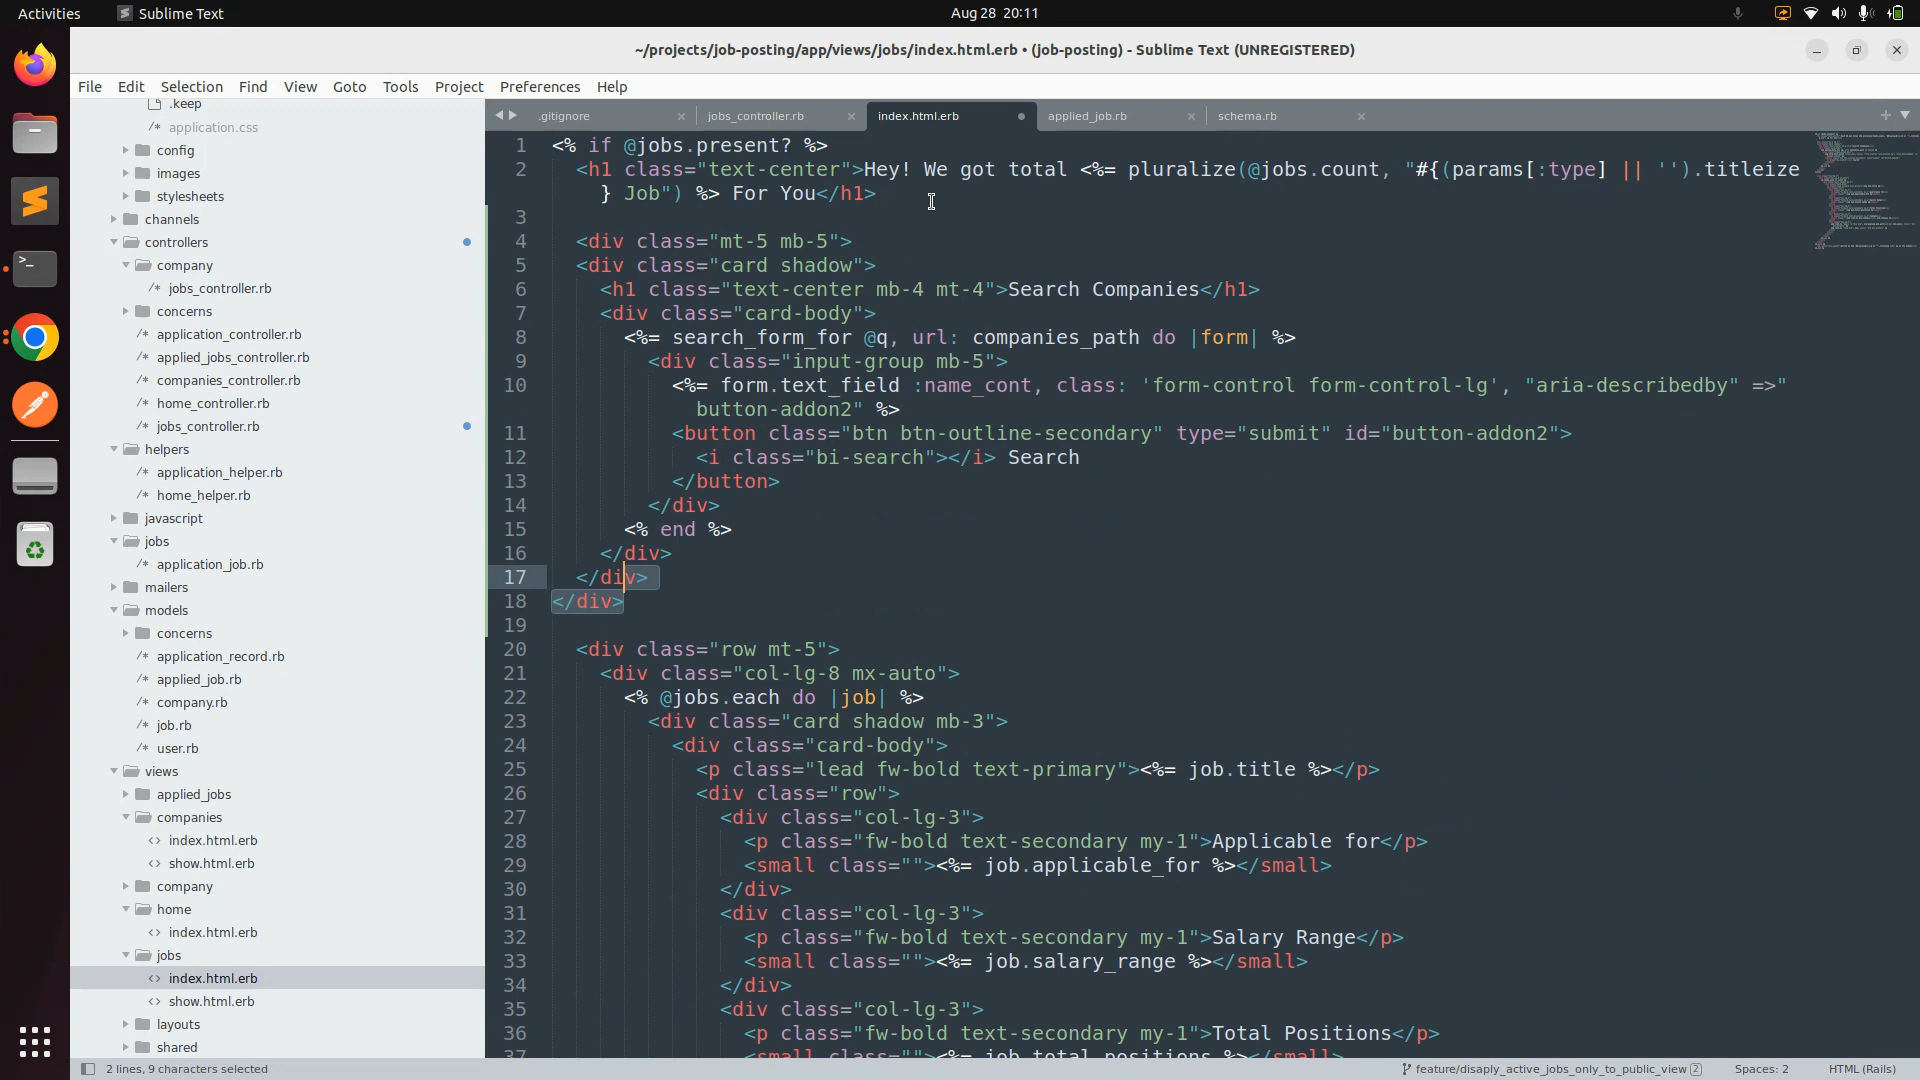 Activities
Sublime Text
Aug 28 20:11
~/projects/job-posting/app/views/jobs/index.html.erb • (job-posting) - Sublime Text (UNREGISTERED)
File Edit Selection Find View Goto Tools Project Preferences Help
.keep
/* application.css
config
images
stylesheets
channels
controllers
company
/* jobs_controller.rb
concerns
/* application_controller.rb
/* applied_jobs_controller.rb
/* companies_controller.rb
/* home_controller.rb
/* jobs_controller.rb
helpers
/* application_helper.rb
/* home_helper.rb
javascript
jobs
/* application_job.rb
mailers
models
concerns
/* application_record.rb
/* applied_job.rb
/* company.rb
/* job.rb
/* user.rb
views
applied_jobs
companies
<> index.html.erb
<> show.html.erb
company
home
<> index.html.erb
jobs
<> index.html.erb
<> show.html.erb
layouts
shared
.gitignore × jobs_controller.rb × index.html.erb • applied_job.rb × schema.rb ×
1 <% if @jobs.present? %>
2 <h1 class="text-center">Hey! We got total <%= pluralize(@jobs.count, "#{(params[:type] || '').titleize
} Job") %> For You</h1>
3
4 <div class="mt-5 mb-5">
5 <div class="card shadow">
6 <h1 class="text-center mb-4 mt-4">Search Companies</h1>
7 <div class="card-body">
8 <%= search_form_for @q, url: companies_path do |form| %>
9 <div class="input-group mb-5">
10 <%= form.text_field :name_cont, class: 'form-control form-control-lg', "aria-describedby" =>"
button-addon2" %>
11 <button class="btn btn-outline-secondary" type="submit" id="button-addon2">
12 <i class="bi-search"></i> Search
13 </button>
14 </div>
15 <% end %>
16 </div>
17 </div>
18 </div>
19
20 <div class="row mt-5">
21 <div class="col-lg-8 mx-auto">
22 <% @jobs.each do |job| %>
23 <div class="card shadow mb-3">
24 <div class="card-body">
25 <p class="lead fw-bold text-primary"><%= job.title %></p>
26 <div class="row">
27 <div class="col-lg-3">
28 <p class="fw-bold text-secondary my-1">Applicable for</p>
29 <small class=""><%= job.applicable_for %></small>
30 </div>
31 <div class="col-lg-3">
32 <p class="fw-bold text-secondary my-1">Salary Range</p>
33 <small class=""><%= job.salary_range %></small>
34 </div>
35 <div class="col-lg-3">
36 <p class="fw-bold text-secondary my-1">Total Positions</p>
37 <small class=""><%= job.total_positions %></small>
2 lines, 9 characters selected
feature/disaply_active_jobs_only_to_public_view 2
Spaces: 2
HTML (Rails)